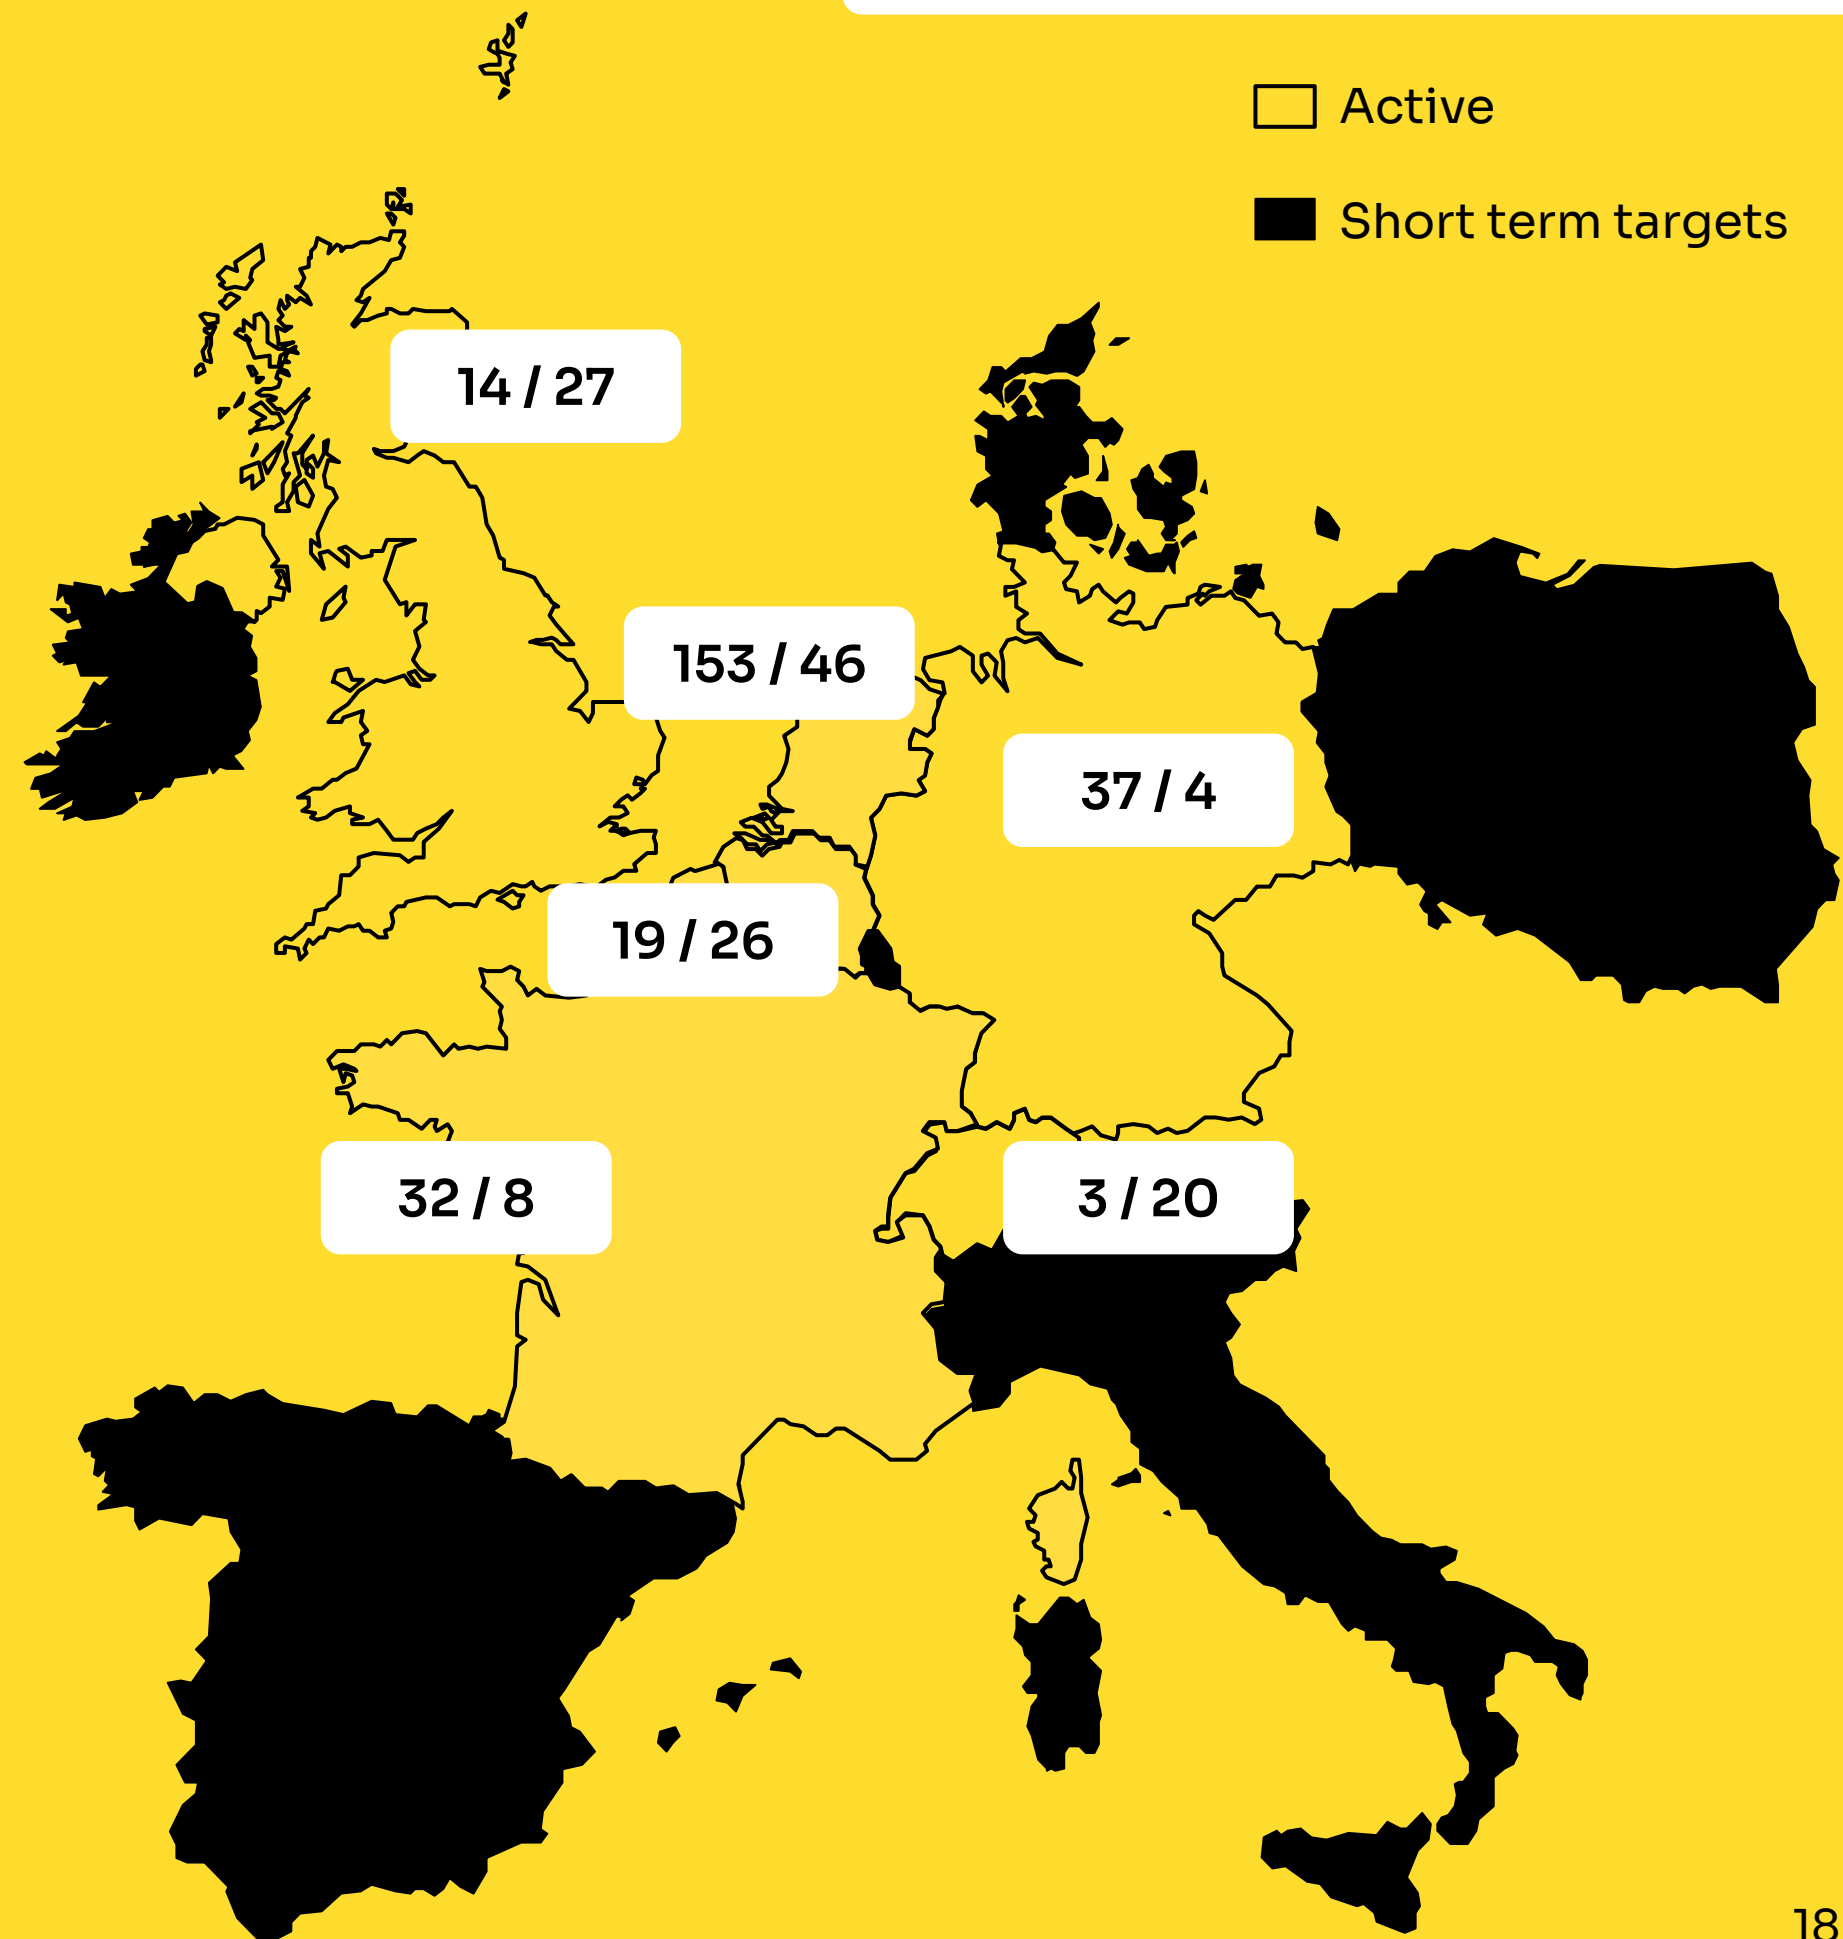 Active
Short term targets
14 / 27
153 / 46
37 / 4
19 / 26
32 / 8
3 / 20
18